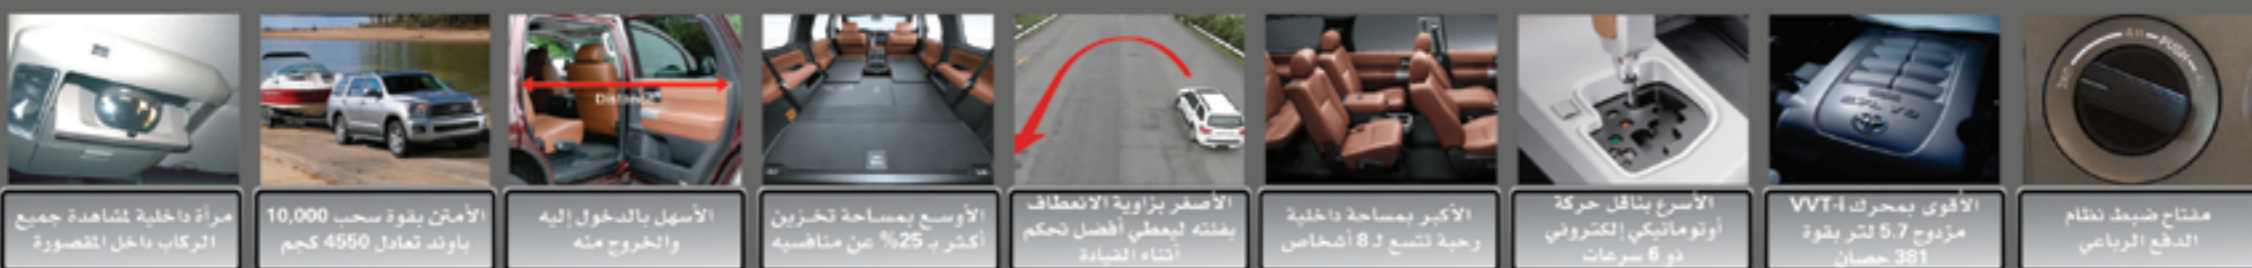 مفتاح ضبط نظام
الدفع الرباعي
الأقوى بمحرك VVT-i
مزدوج 5.7 لتر بقوة
381 حصان
الأسرع بناقل حركة
أوتوماتيكي إلكتروني
ذو 6 سرعات
الأكبر بمساحة داخلية
رحبة تتسع لـ 8 أشخاص
الأصغر بزاوية الانعطاف
بفئته ليعطي أفضل تحكم
أثناء القيادة
الأوسع بمساحة تخزين
أكثر بـ 25% عن منافسيه
Distance
الأسهل بالدخول إليه
والخروج منه
الأمتن بقوة سحب 10,000
باوند تعادل 4550 كجم
مرآة داخلية لمشاهدة جميع
الركاب داخل المقصورة